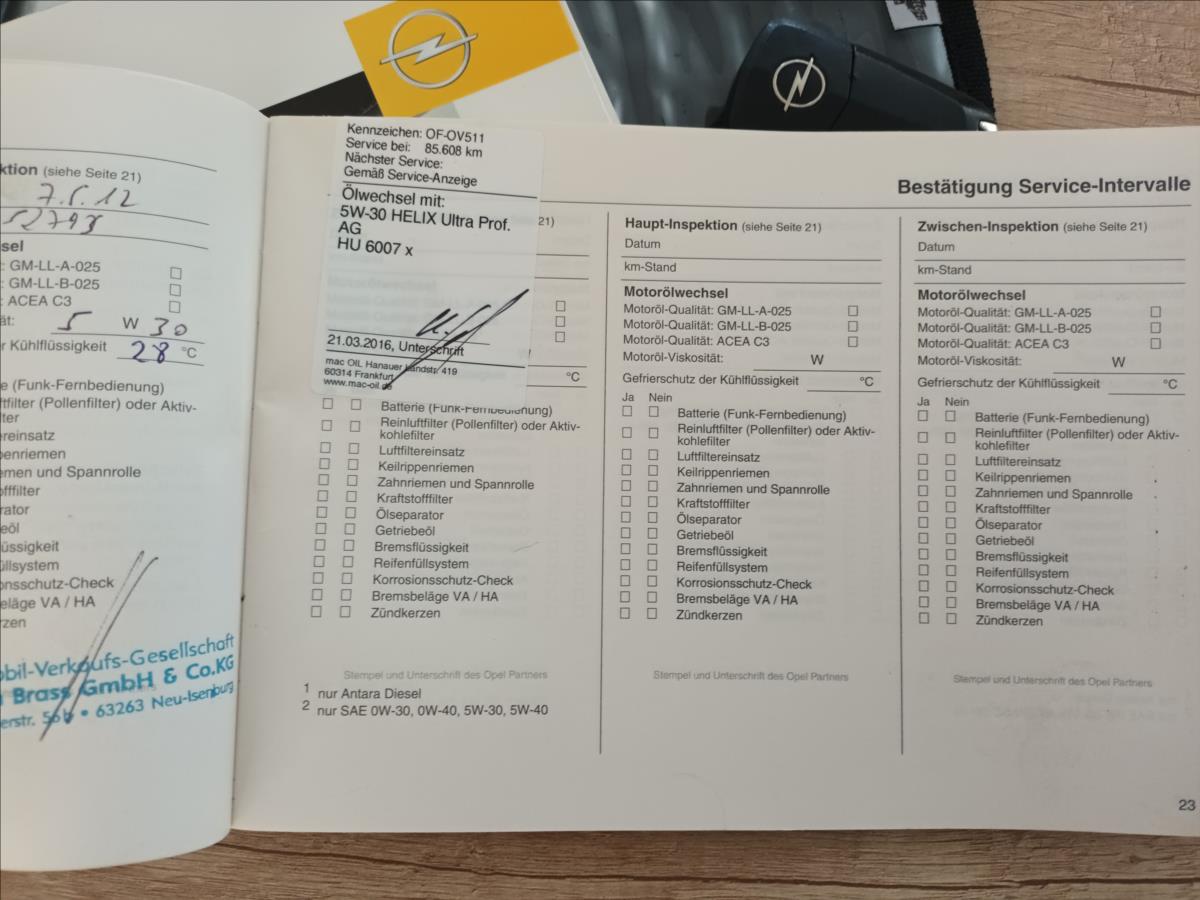 ktion (siehe Seite 21)
7.5.12
52793
sel
: GM-LL-A-025
: GM-LL-B-025
: ACEA C3
ät: 5 W 30
r Kühlflüssigkeit 28 °C
e (Funk-Fernbedienung)
tfilter (Pollenfilter) oder Aktiv-
lter
ereinsatz
penriemen
emen und Spannrolle
offfilter
rator
eöl
üssigkeit
üllsystem
onsschutz-Check
eläge VA / HA
rzen
obil-Verkaufs-Gesellschaft
Brass GmbH & Co.KG
erstr. 56b • 63263 Neu-Isenburg
Kennzeichen: OF-OV511
Service bei: 85.608 km
Nächster Service:
Gemäß Service-Anzeige
Ölwechsel mit:
5W-30 HELIX Ultra Prof.
AG
HU 6007 x
21.03.2016, Unterschrift
mac OIL Hanauer Landstr. 419
60314 Frankfurt
www.mac-oil.de
21)
°C
Batterie (Funk-Fernbedienung)
Reinluftfilter (Pollenfilter) oder Aktiv-
kohlefilter
Luftfiltereinsatz
Keilrippenriemen
Zahnriemen und Spannrolle
Kraftstofffilter
Ölseparator
Getriebeöl
Bremsflüssigkeit
Reifenfüllsystem
Korrosionsschutz-Check
Bremsbeläge VA / HA
Zündkerzen
Stempel und Unterschrift des Opel Partners
1 nur Antara Diesel
2 nur SAE 0W-30, 0W-40, 5W-30, 5W-40
Bestätigung Service-Intervalle
Haupt-Inspektion (siehe Seite 21)
Datum
km-Stand
Motorölwechsel
Motoröl-Qualität: GM-LL-A-025
Motoröl-Qualität: GM-LL-B-025
Motoröl-Qualität: ACEA C3
Motoröl-Viskosität: W
Gefrierschutz der Kühlflüssigkeit °C
Ja Nein
Batterie (Funk-Fernbedienung)
Reinluftfilter (Pollenfilter) oder Aktiv-
kohlefilter
Luftfiltereinsatz
Keilrippenriemen
Zahnriemen und Spannrolle
Kraftstofffilter
Ölseparator
Getriebeöl
Bremsflüssigkeit
Reifenfüllsystem
Korrosionsschutz-Check
Bremsbeläge VA / HA
Zündkerzen
Stempel und Unterschrift des Opel Partners
Zwischen-Inspektion (siehe Seite 21)
Datum
km-Stand
Motorölwechsel
Motoröl-Qualität: GM-LL-A-025
Motoröl-Qualität: GM-LL-B-025
Motoröl-Qualität: ACEA C3
Motoröl-Viskosität: W
Gefrierschutz der Kühlflüssigkeit °C
Ja Nein
Batterie (Funk-Fernbedienung)
Reinluftfilter (Pollenfilter) oder Aktiv-
kohlefilter
Luftfiltereinsatz
Keilrippenriemen
Zahnriemen und Spannrolle
Kraftstofffilter
Ölseparator
Getriebeöl
Bremsflüssigkeit
Reifenfüllsystem
Korrosionsschutz-Check
Bremsbeläge VA / HA
Zündkerzen
Stempel und Unterschrift des Opel Partners
23